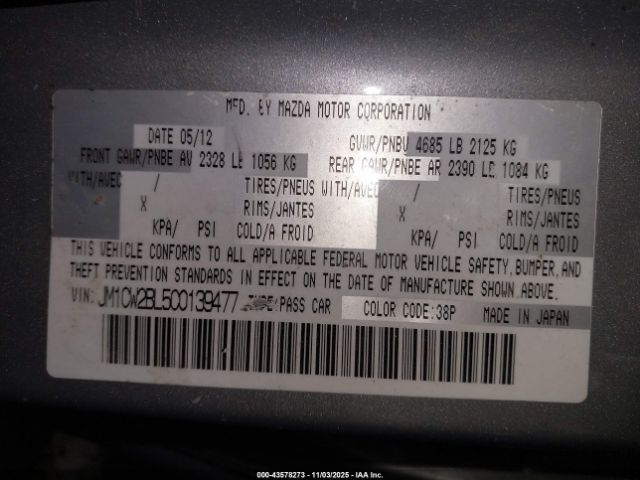 MFD. BY MAZDA MOTOR CORPORATION
DATE 05/12 GVWR/PNBV 4685 LB 2125 KG
FRONT GAWR/PNBE AV 2328 LB 1056 KG REAR GAWR/PNBE AR 2390 LB 1084 KG
WITH/AVEC / TIRES/PNEUS WITH/AVEC / TIRES/PNEUS
X RIMS/JANTES X RIMS/JANTES
KPA/ PSI COLD/A FROID KPA/ PSI COLD/A FROID
THIS VEHICLE CONFORMS TO ALL APPLICABLE FEDERAL MOTOR VEHICLE SAFETY, BUMPER, AND
THEFT PREVENTION STANDARDS IN EFFECT ON THE DATE OF MANUFACTURE SHOWN ABOVE.
VIN: JM1CW2BL5C0139477 TYPE: PASS CAR COLOR CODE:38P MADE IN JAPAN
000-43578273 - 11/03/2025 - IAA Inc.